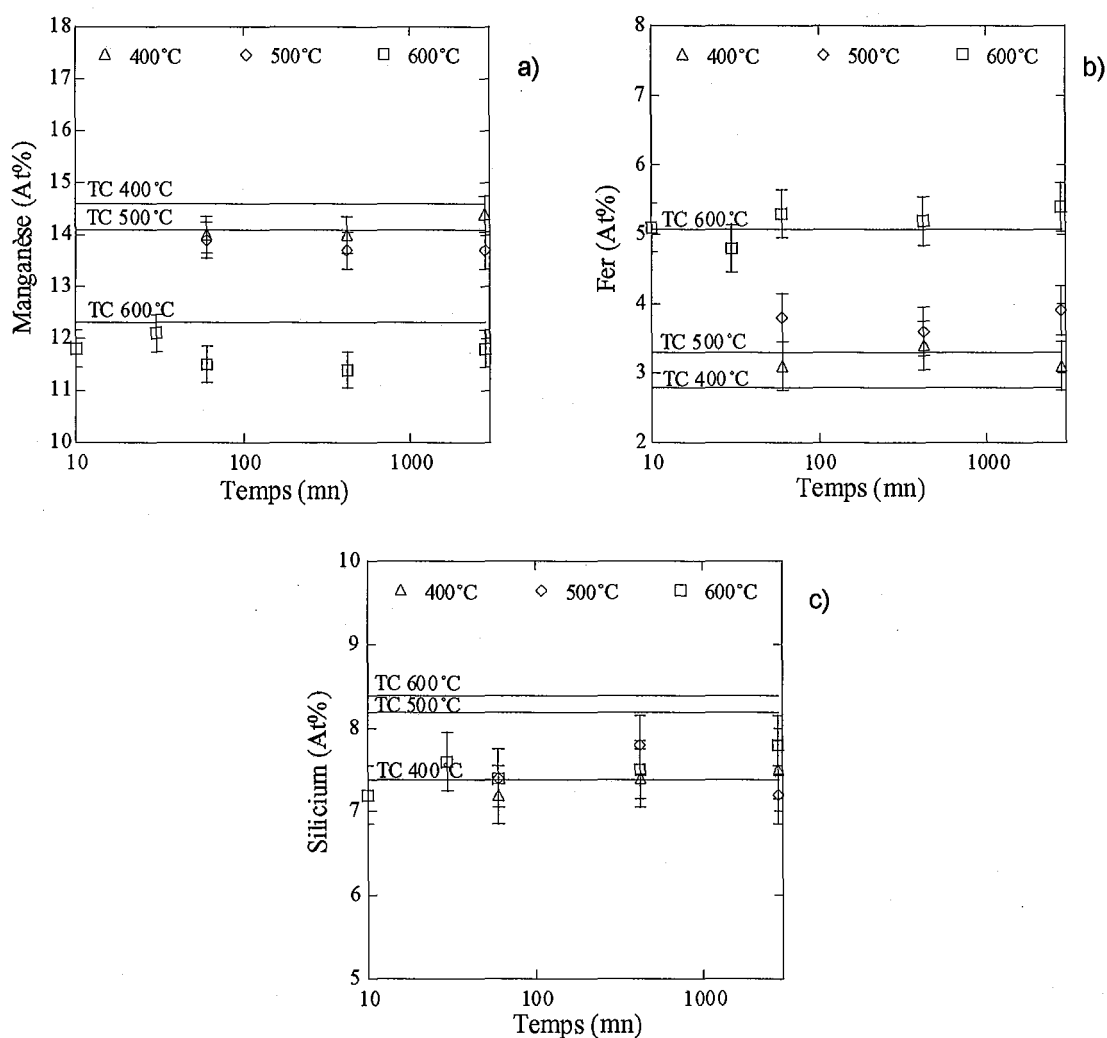 18
17
16
15
14
13
12
11
10
400°C
500°C
600°C
TC 400°C
TC 500°C
TC 600°C
Manganèse (At%)
10
100
1000
Temps (mn)
a)
8
7
6
5
4
3
2
400°C
500°C
600°C
TC 600°C
TC 500°C
TC 400°C
Fer (At%)
10
100
1000
Temps (mn)
b)
10
9
8
7
6
5
400°C
500°C
600°C
TC 600°C
TC 500°C
TC 400°C
Silicium (At%)
10
100
1000
Temps (mn)
c)